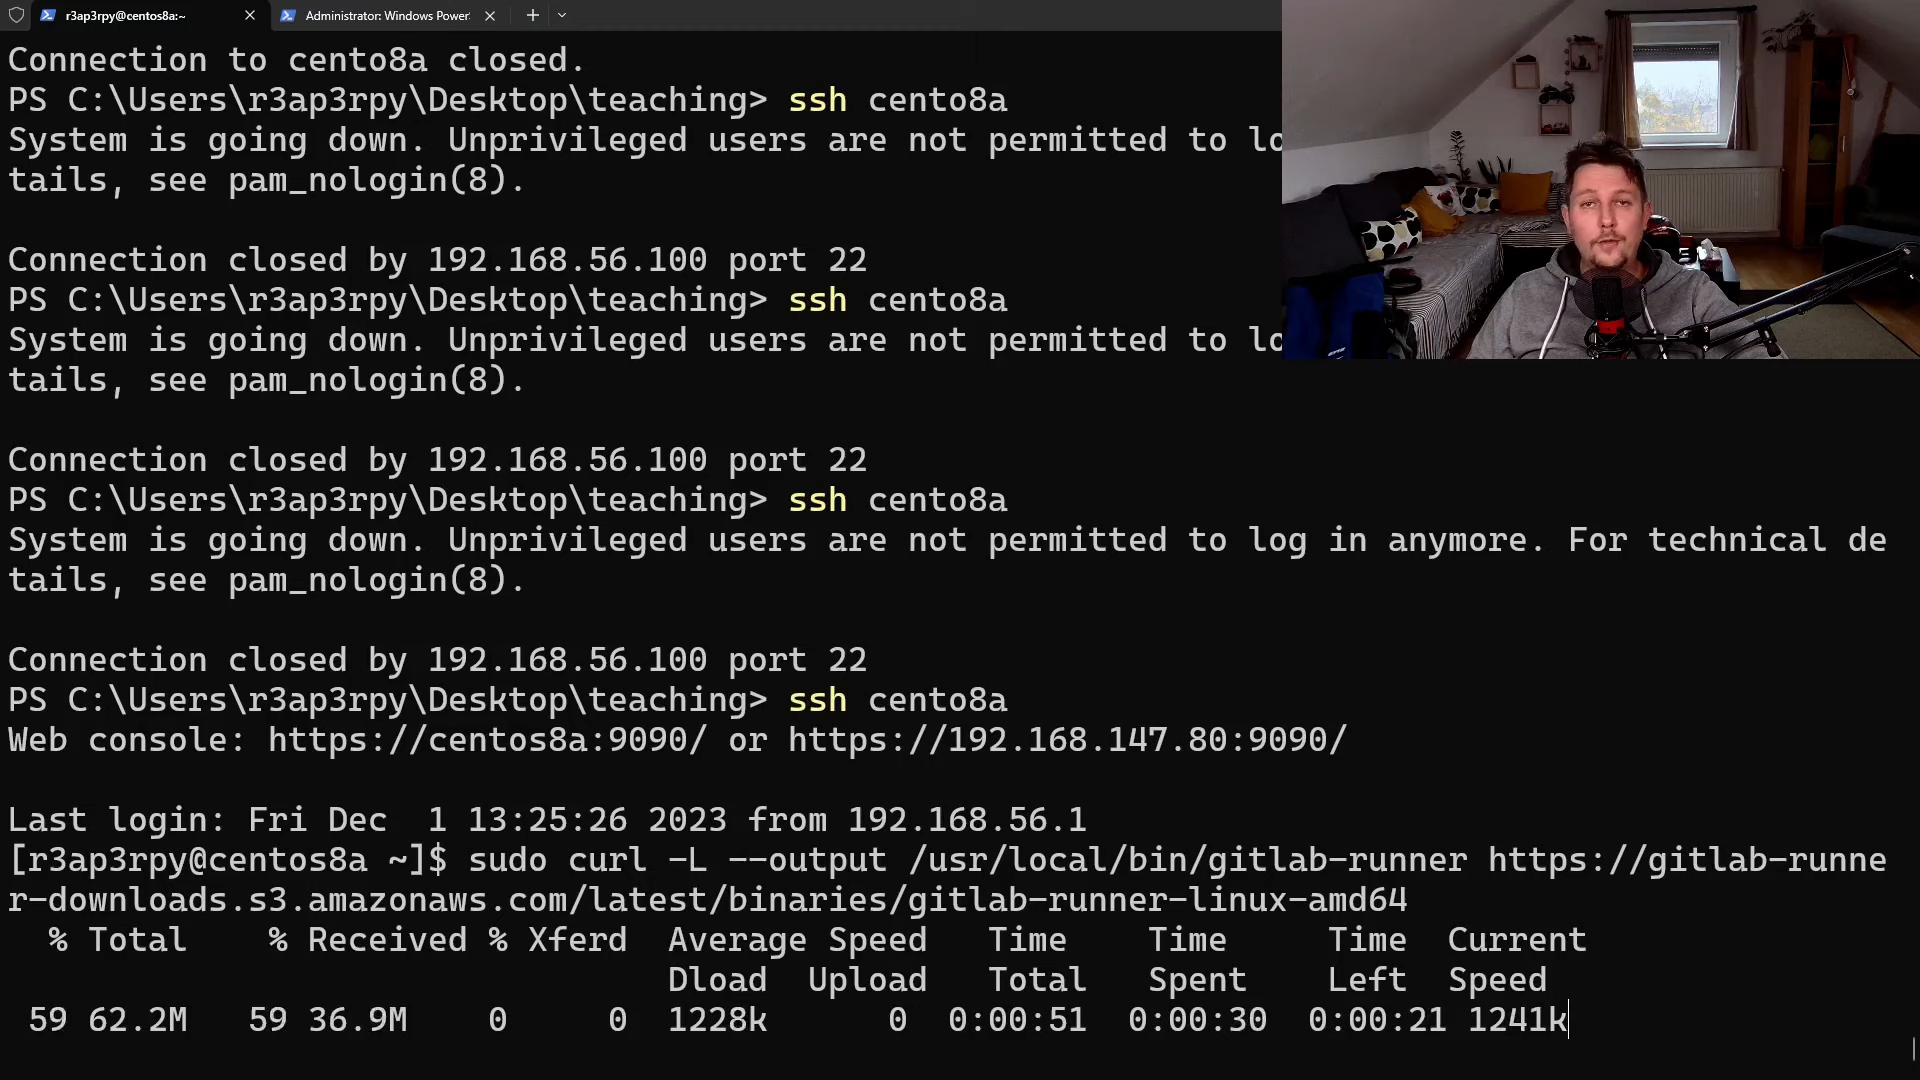 r3ap3rpy@centos8a:~
Administrator: Windows Power
Connection to cento8a closed.
PS C:\Users\r3ap3rpy\Desktop\teaching> ssh cento8a
System is going down. Unprivileged users are not permitted to lo
tails, see pam_nologin(8).
Connection closed by 192.168.56.100 port 22
PS C:\Users\r3ap3rpy\Desktop\teaching> ssh cento8a
System is going down. Unprivileged users are not permitted to lo
tails, see pam_nologin(8).
Connection closed by 192.168.56.100 port 22
PS C:\Users\r3ap3rpy\Desktop\teaching> ssh cento8a
System is going down. Unprivileged users are not permitted to log in anymore. For technical de
tails, see pam_nologin(8).
Connection closed by 192.168.56.100 port 22
PS C:\Users\r3ap3rpy\Desktop\teaching> ssh cento8a
Web console: https://centos8a:9090/ or https://192.168.147.80:9090/
Last login: Fri Dec  1 13:25:26 2023 from 192.168.56.1
[r3ap3rpy@centos8a ~]$ sudo curl -L --output /usr/local/bin/gitlab-runner https://gitlab-runne
r-downloads.s3.amazonaws.com/latest/binaries/gitlab-runner-linux-amd64
% Total    % Received % Xferd  Average Speed   Time    Time     Time  Current
Dload  Upload   Total   Spent    Left  Speed
59 62.2M   59 36.9M    0     0  1228k      0  0:00:51  0:00:30  0:00:21 1241k